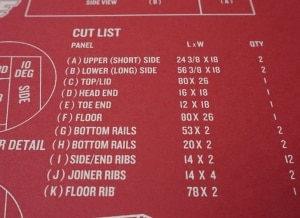 SIDE VIEW (B)
CUT LIST
PANEL L x W QTY
(A) UPPER (SHORT) SIDE 24 3/8 X 18 2
(B) LOWER (LONG) SIDE 56 3/8 X 18 2
(C) TOP/LID 80 X 26 1
(D) HEAD END 16 X 18 1
(E) TOE END 12 X 18 1
(F) FLOOR 80 X 26 1
(G) BOTTOM RAILS 53 X 2 2
(H) BOTTOM RAILS 20 X 2 2
(I) SIDE/END RIBS 14 X 2 12
(J) JOINER RIBS 14 X 4 2
(K) FLOOR RIB 78 X 2 1
10
DEG
SIDE
DETAIL